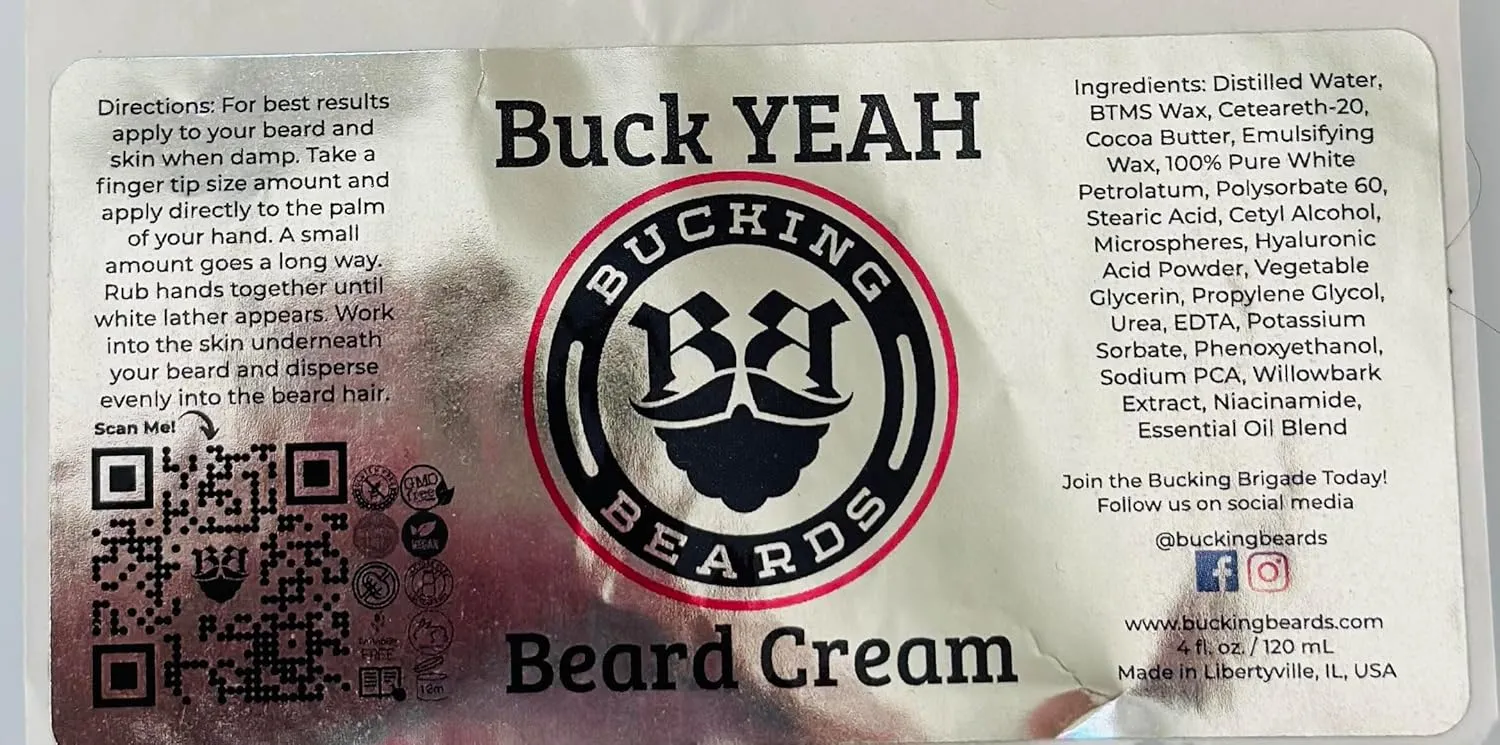 Directions: For best results
apply to your beard and
skin when damp. Take a
finger tip size amount and
apply directly to the palm
of your hand. A small
amount goes a long way.
Rub hands together until
white lather appears. Work
into the skin underneath
your beard and disperse
evenly into the beard hair.
Scan Me!
GMO
free
VEGAN
FREE
12m
Buck YEAH
BUCKING
BB
BEARDS
Beard Cream
Ingredients: Distilled Water,
BTMS Wax, Ceteareth-20,
Cocoa Butter, Emulsifying
Wax, 100% Pure White
Petrolatum, Polysorbate 60,
Stearic Acid, Cetyl Alcohol,
Microspheres, Hyaluronic
Acid Powder, Vegetable
Glycerin, Propylene Glycol,
Urea, EDTA, Potassium
Sorbate, Phenoxyethanol,
Sodium PCA, Willowbark
Extract, Niacinamide,
Essential Oil Blend
Join the Bucking Brigade Today!
Follow us on social media
@buckingbeards
www.buckingbeards.com
4 fl. oz. / 120 mL
Made in Libertyville, IL, USA